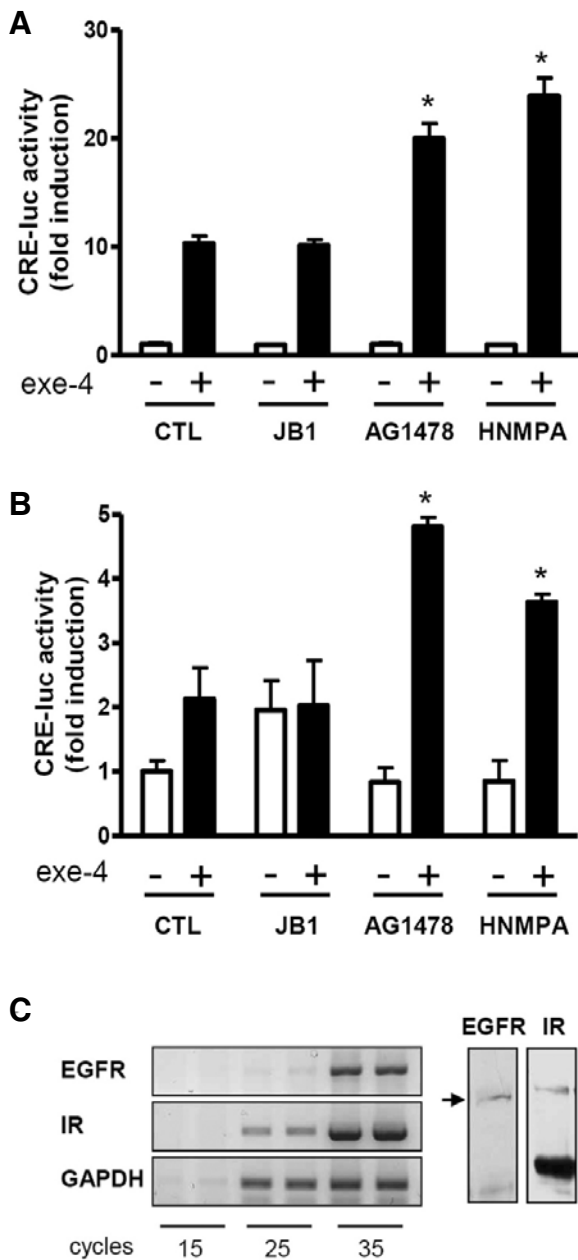 A
CRE-luc activity
(fold induction)
30
20
10
0
* *
exe-4 - + - + - + - +
CTL JB1 AG1478 HNMPA
B
CRE-luc activity
(fold induction)
5
4
3
2
1
0
* *
exe-4 - + - + - + - +
CTL JB1 AG1478 HNMPA
C
EGFR IR
EGFR
IR
GAPDH
cycles 15 25 35